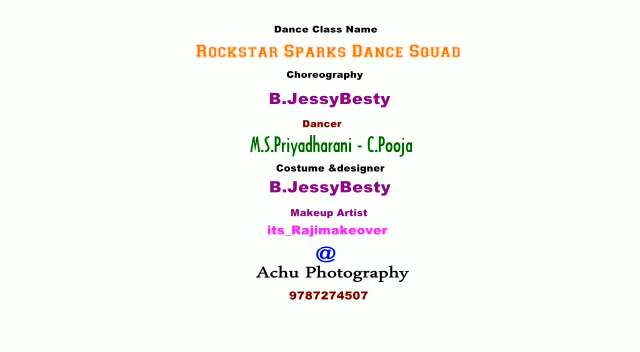 Dance Class Name
Rockstar Sparks Dance Squad
Choreography
B.JessyBesty
Dancer
M.S.Priyadharani - C.Pooja
Costume &designer
B.JessyBesty
Makeup Artist
its_Rajimakeover
@
Achu Photography
9787274507